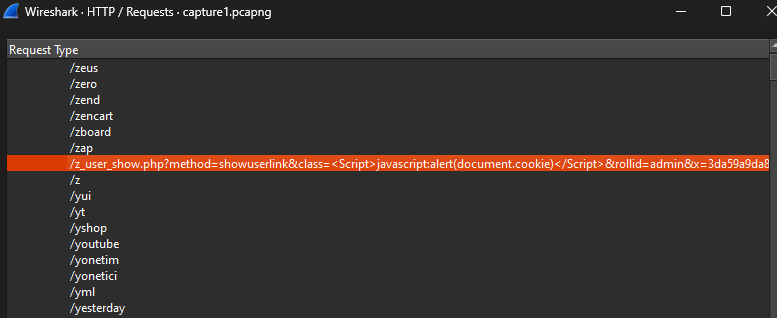 Wireshark · HTTP / Requests · capture1.pcapng
Request Type
/zeus
/zero
/zend
/zencart
/zboard
/zap
/z_user_show.php?method=showuserlink&class=<Script>javascript:alert(document.cookie)</Script>&rollid=admin&x=3da59a9da8
/z
/yui
/yt
/yshop
/youtube
/yonetim
/yonetici
/yml
/yesterday